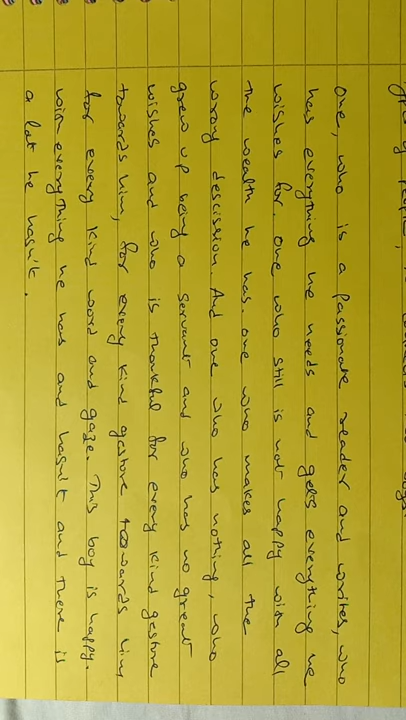 people,
One, who is a passionate reader and writes, who
has everything he needs and gets everything he
wishes for. One who still is not happy with all
the wealth he has. One who makes all the
wrong descission. And one who has nothing, who
grew up being a servant and who has no great
wishes and who is thankful for every kind gesture
towards him, for every kind gesture towards him,
for every kind word and gaze. This boy is happy.
with everything he has and hasn't and there is
a lot he hasn't.